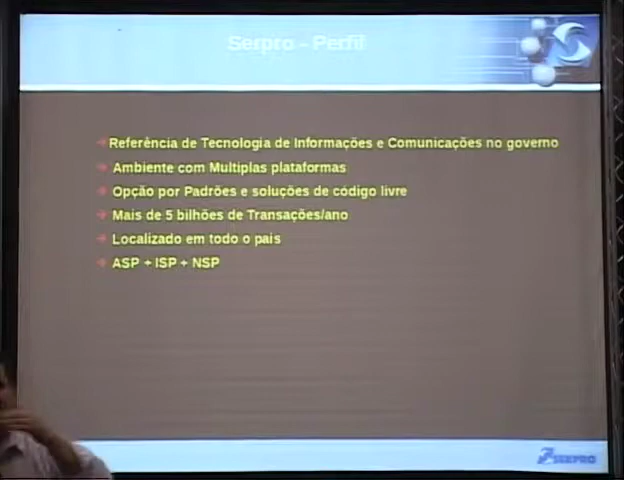 Serpro - Perfil
Referência de Tecnologia de Informações e Comunicações no governo
Ambiente com Multiplas plataformas
Opção por Padrões e soluções de código livre
Mais de 5 bilhões de Transações/ano
Localizado em todo o pais
ASP + ISP + NSP
SERPRO